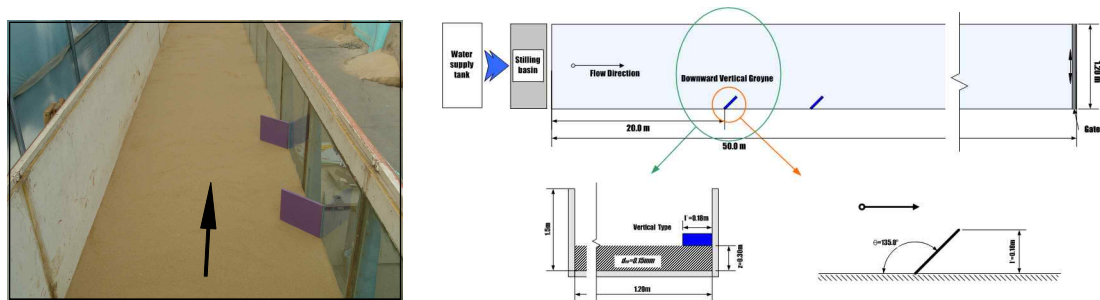 Water
supply
tank
Stilling
basin
Flow Direction
Downward Vertical Groyne
1.20 m
20.0 m
50.0 m
Gate
1.5m
Vertical Type
l'=0.18m
z=0.30m
1.20m
θ=135.0°
l'=0.18m